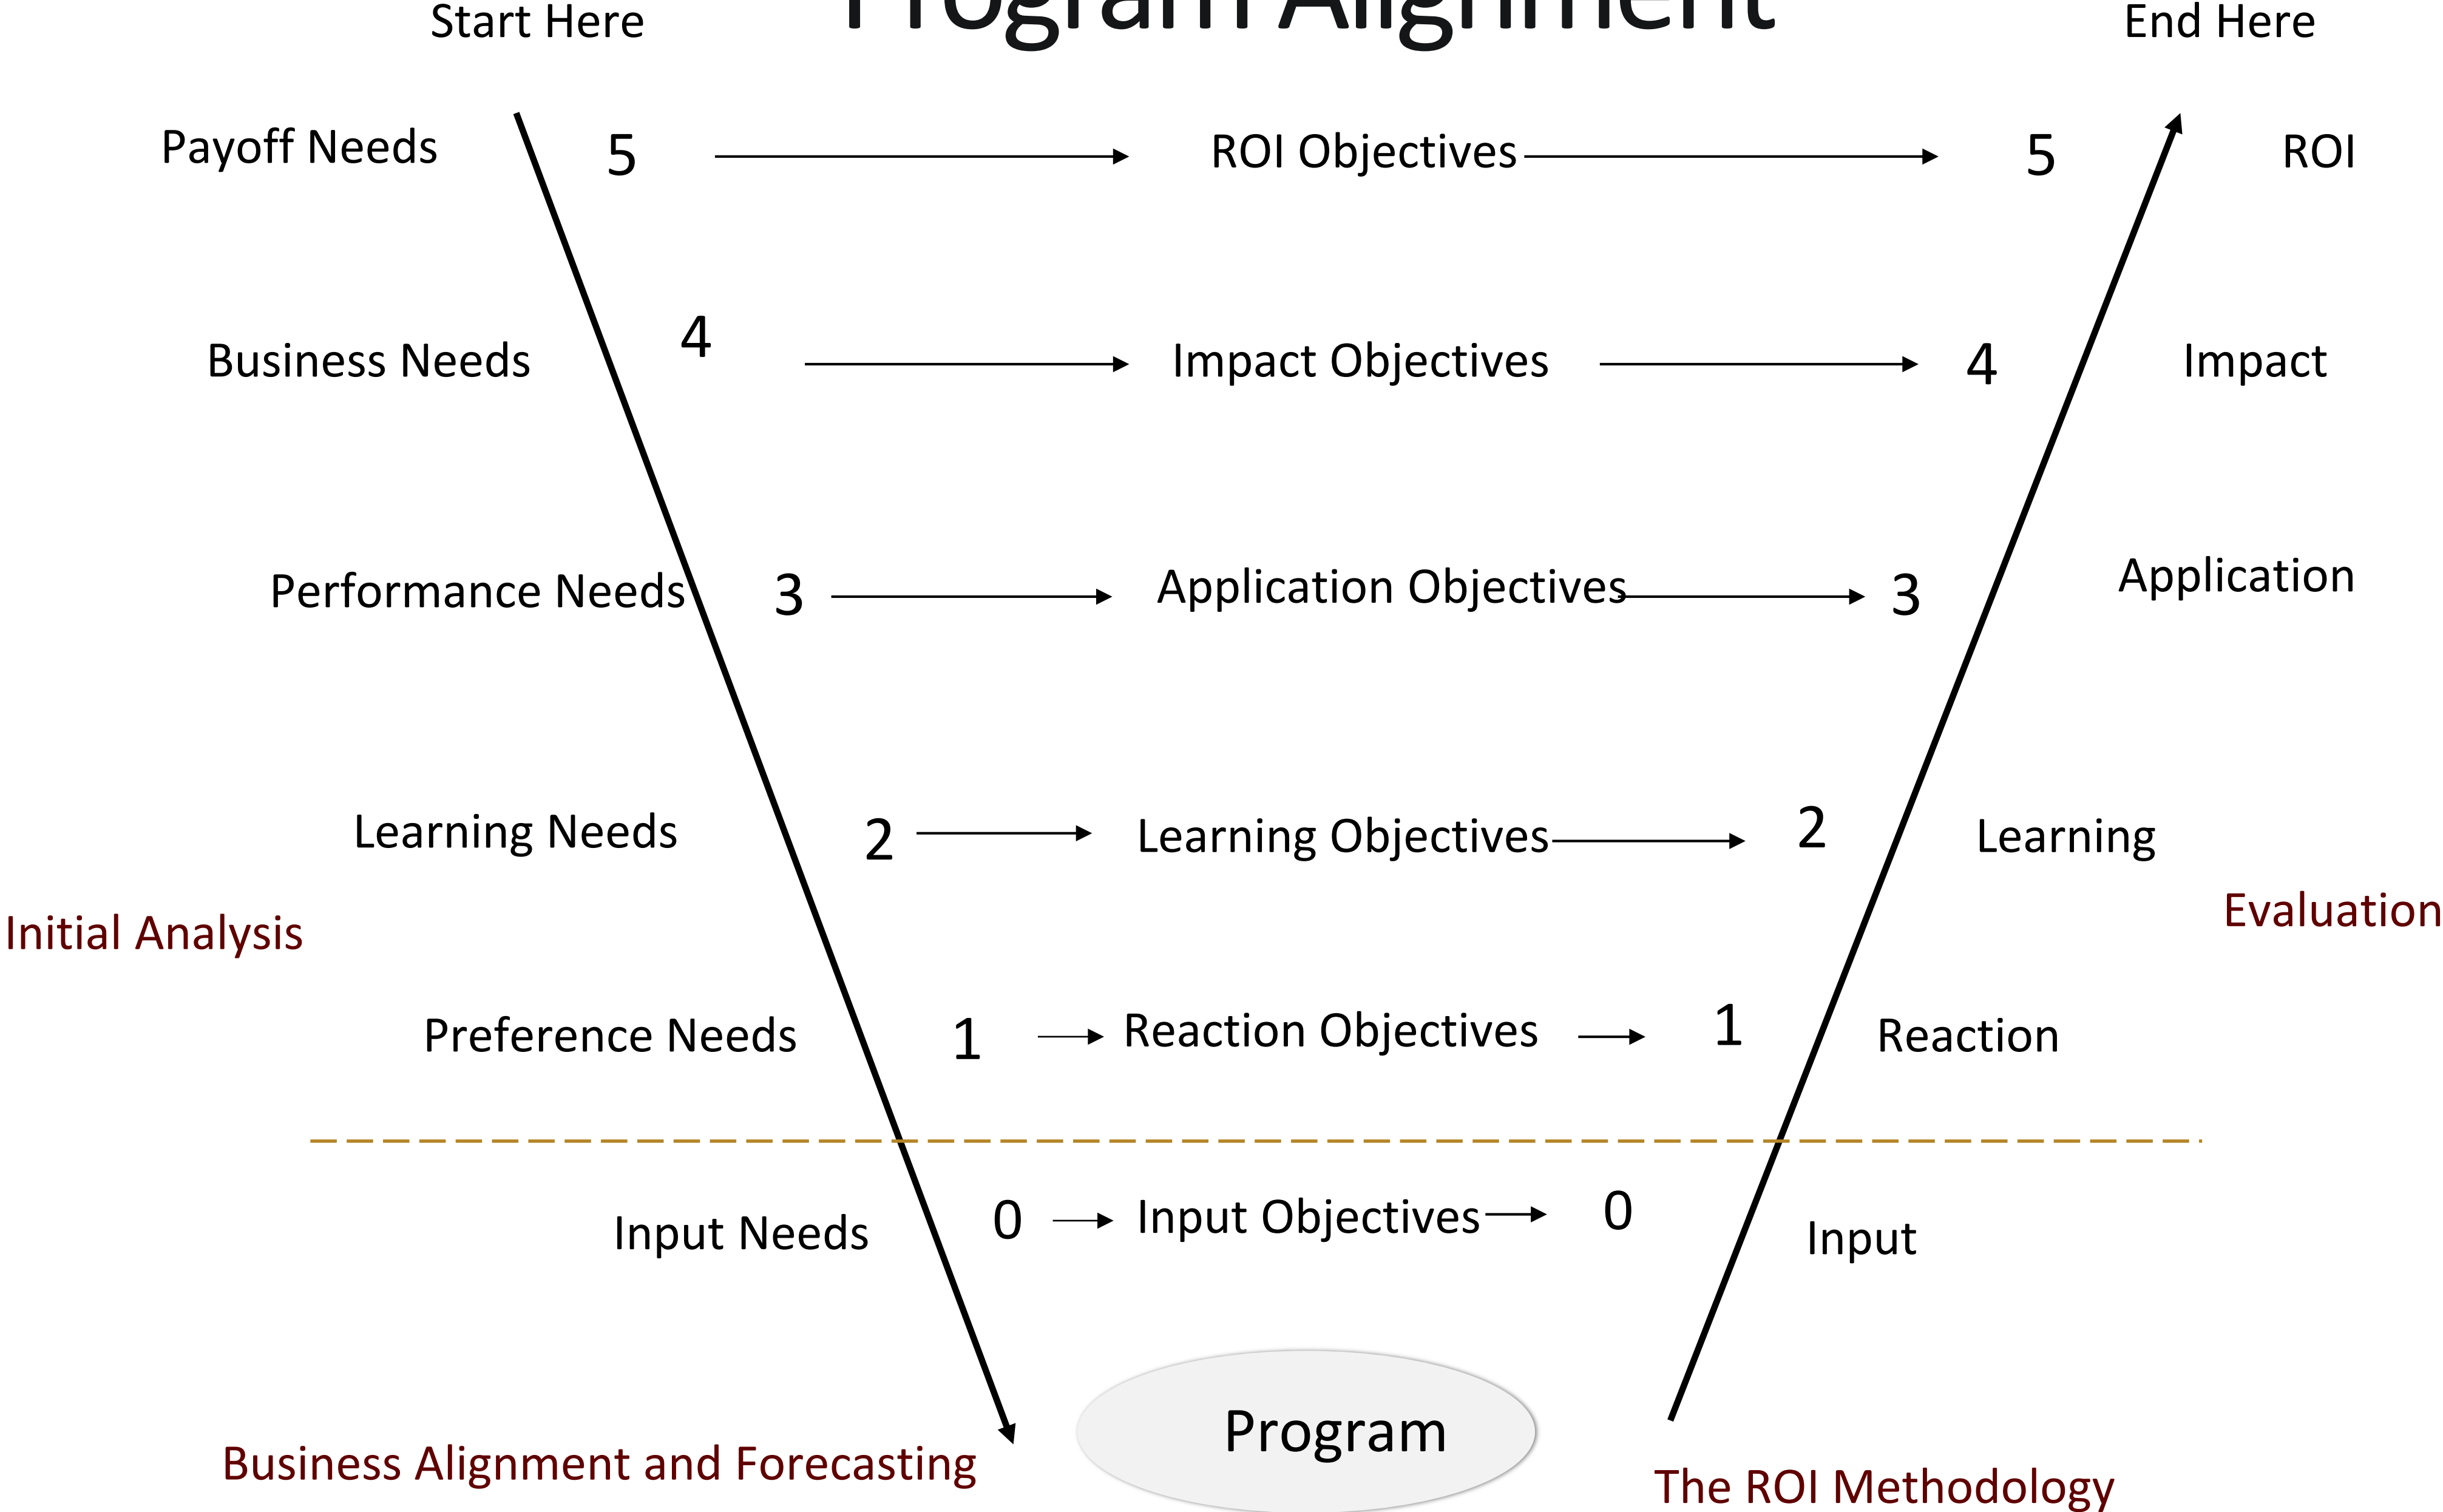 Program Alignment
Start Here
End Here
Payoff Needs 5 ROI Objectives 5 ROI
Business Needs 4 Impact Objectives 4 Impact
Performance Needs 3 Application Objectives 3 Application
Learning Needs 2 Learning Objectives 2 Learning
Initial Analysis
Evaluation
Preference Needs 1 Reaction Objectives 1 Reaction
Input Needs 0 Input Objectives 0 Input
Program
Business Alignment and Forecasting
The ROI Methodology